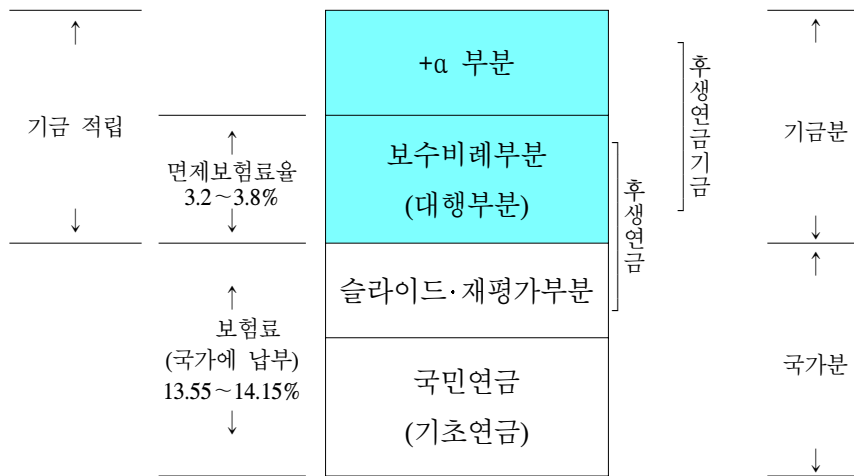 +α 부분
기금 적립
면제보험료율
3.2～3.8%
보수비례부분
(대행부분)
후생연금기금
기금분
후생연금
슬라이드·재평가부분
보험료
(국가에 납부)
13.55～14.15%
국민연금
(기초연금)
국가분